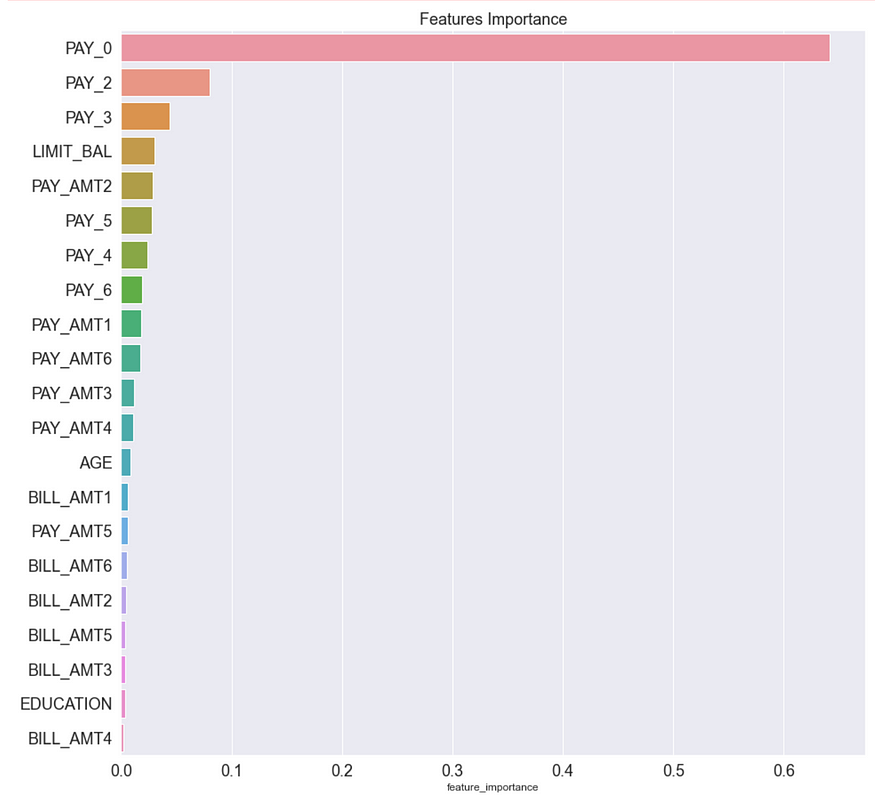 Features Importance
PAY_0
PAY_2
PAY_3
LIMIT_BAL
PAY_AMT2
PAY_5
PAY_4
PAY_6
PAY_AMT1
PAY_AMT6
PAY_AMT3
PAY_AMT4
AGE
BILL_AMT1
PAY_AMT5
BILL_AMT6
BILL_AMT2
BILL_AMT5
BILL_AMT3
EDUCATION
BILL_AMT4
0.0 0.1 0.2 0.3 0.4 0.5 0.6
feature_importance